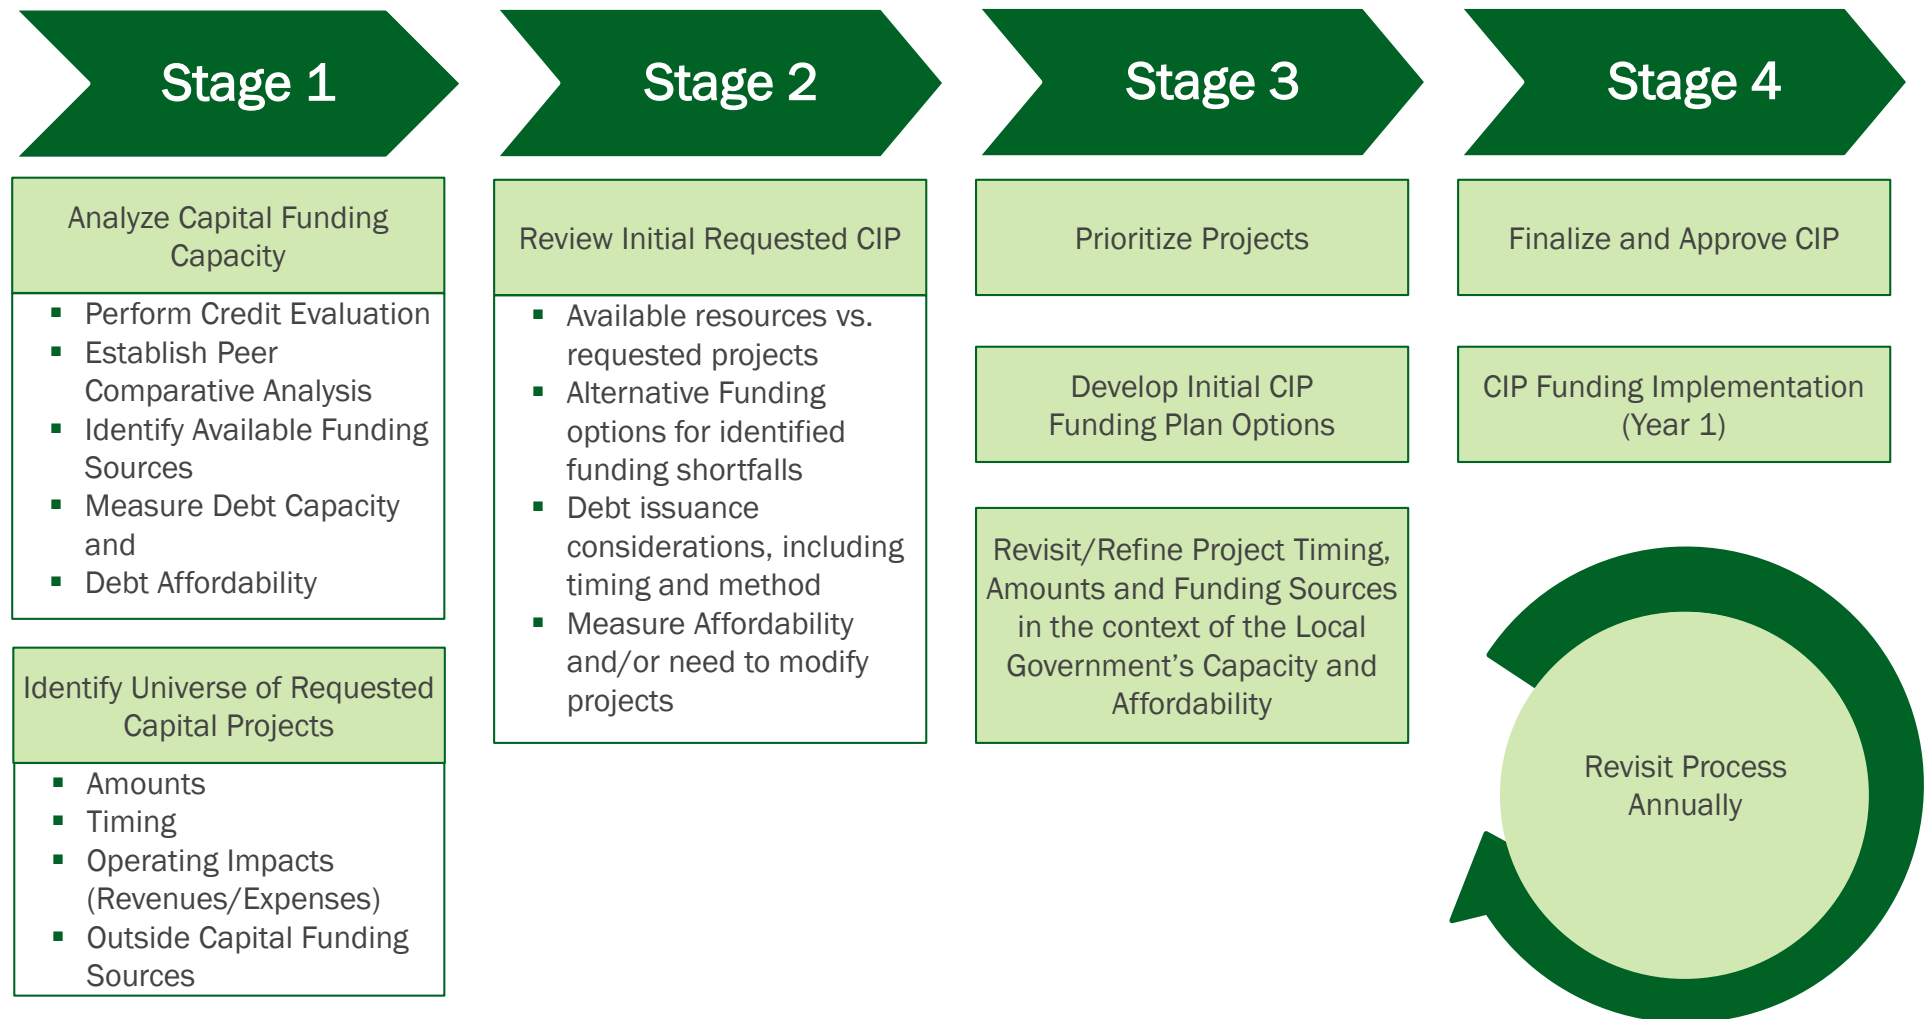 Stage 1
Analyze Capital Funding
Capacity
▪ Perform Credit Evaluation
▪ Establish Peer
Comparative Analysis
▪ Identify Available Funding
Sources
▪ Measure Debt Capacity
and
▪ Debt Affordability
Identify Universe of Requested
Capital Projects
▪ Amounts
▪ Timing
▪ Operating Impacts
(Revenues/Expenses)
▪ Outside Capital Funding
Sources
Stage 2
Review Initial Requested CIP
▪ Available resources vs.
requested projects
▪ Alternative Funding
options for identified
funding shortfalls
▪ Debt issuance
considerations, including
timing and method
▪ Measure Affordability
and/or need to modify
projects
Stage 3
Prioritize Projects
Develop Initial CIP
Funding Plan Options
Revisit/Refine Project Timing,
Amounts and Funding Sources
in the context of the Local
Government’s Capacity and
Affordability
Stage 4
Finalize and Approve CIP
CIP Funding Implementation
(Year 1)
Revisit Process
Annually